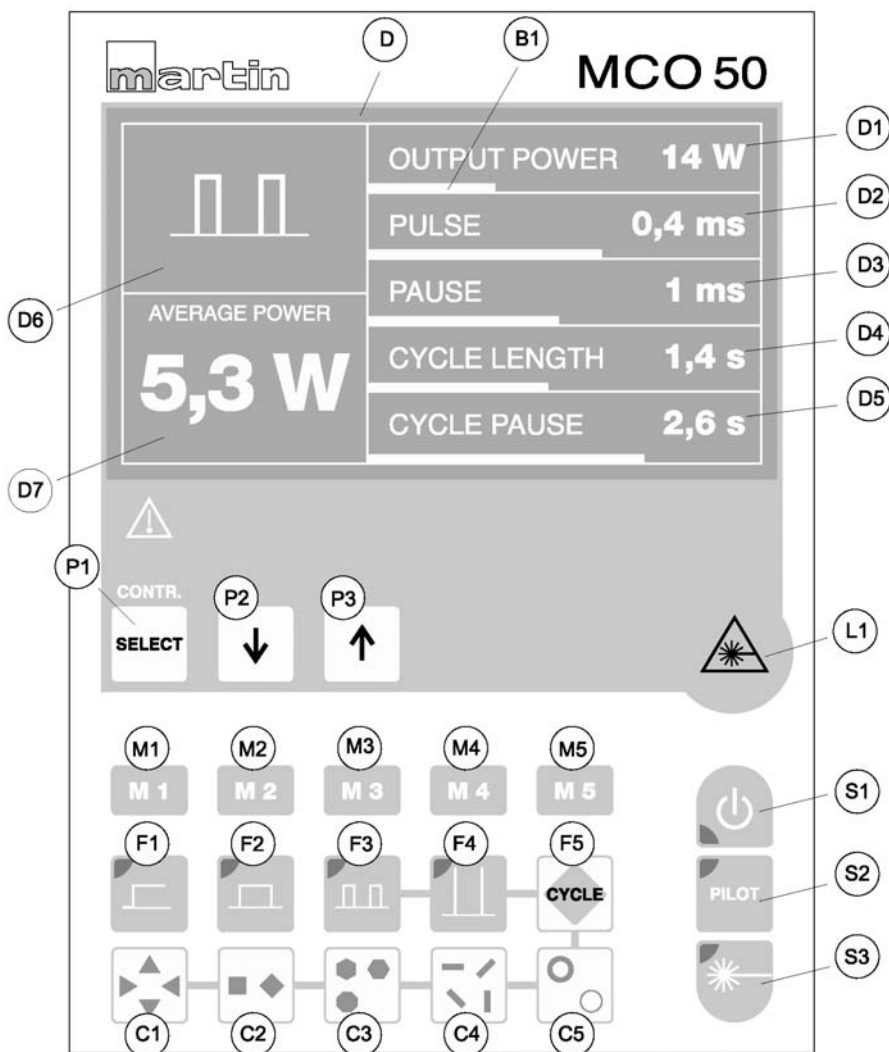 D
B1
martin
MCO 50
OUTPUT POWER 14 W
D1
PULSE 0,4 ms
D2
PAUSE 1 ms
D3
D6
AVERAGE POWER
5,3 W
CYCLE LENGTH 1,4 s
D4
CYCLE PAUSE 2,6 s
D5
D7
P1
CONTR.
P2
P3
SELECT
L1
M1
M2
M3
M4
M5
M 1
M 2
M 3
M 4
M 5
S1
F1
F2
F3
F4
F5
CYCLE
PILOT
S2
S3
C1
C2
C3
C4
C5